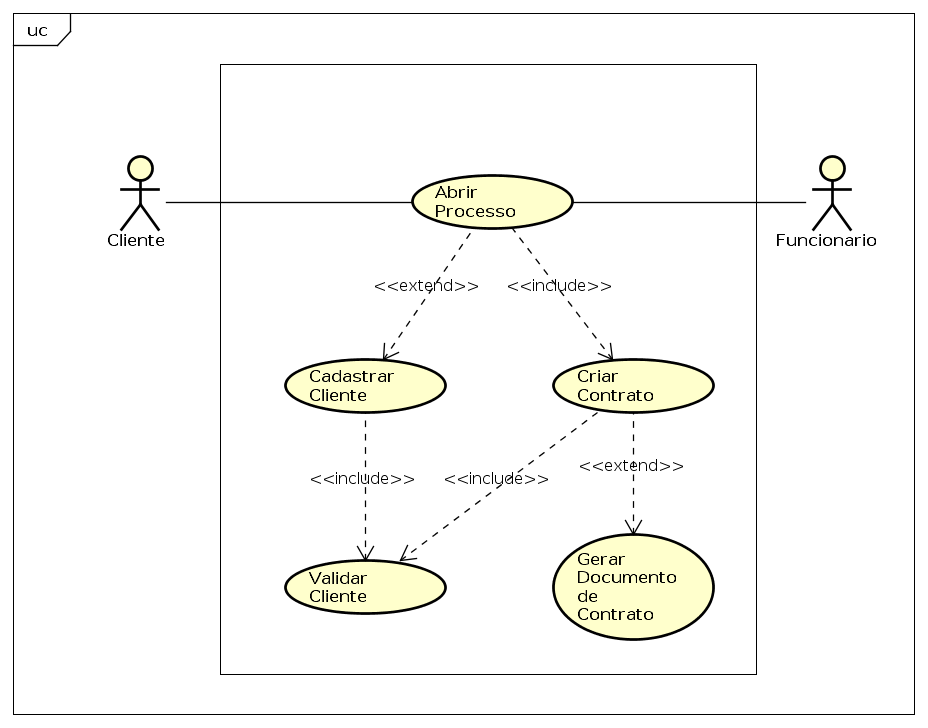 uc
Abrir
Processo
Cliente
Funcionario
<<extend>>
<<include>>
Cadastrar
Cliente
Criar
Contrato
<<extend>>
<<include>>
<<include>>
Validar
Cliente
Gerar
Documento
de
Contrato